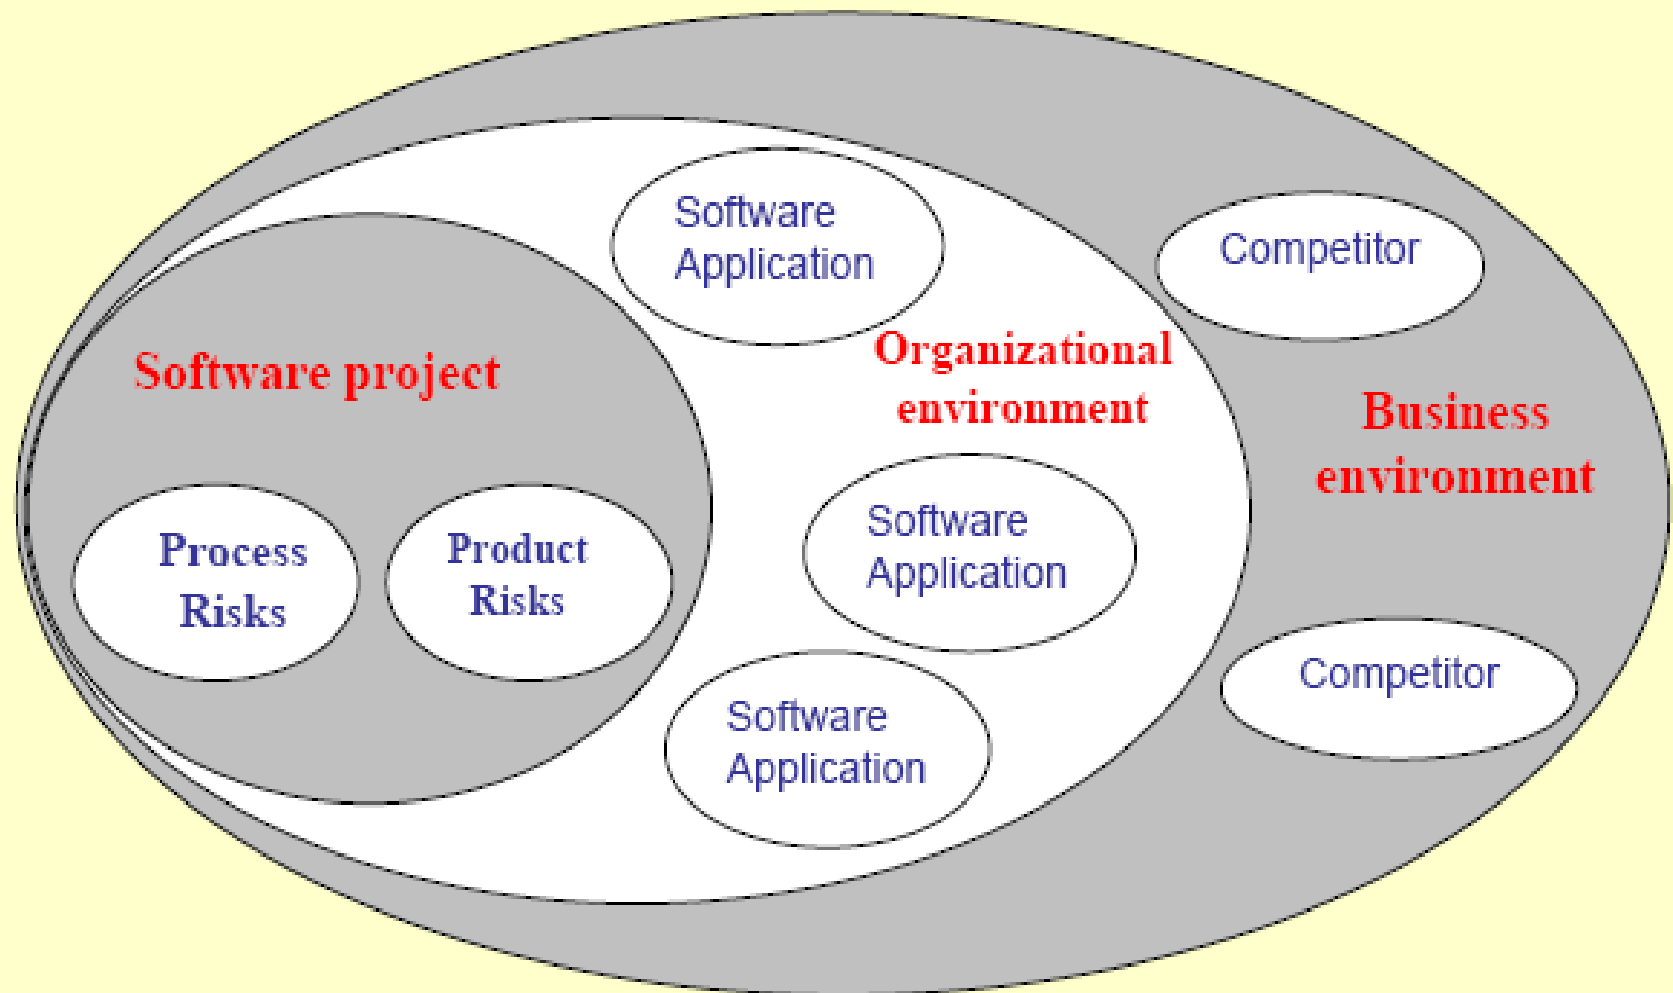 Software
Application
Competitor
Software project
Organizational
environment
Business
environment
Process
Risks
Product
Risks
Software
Application
Software
Application
Competitor